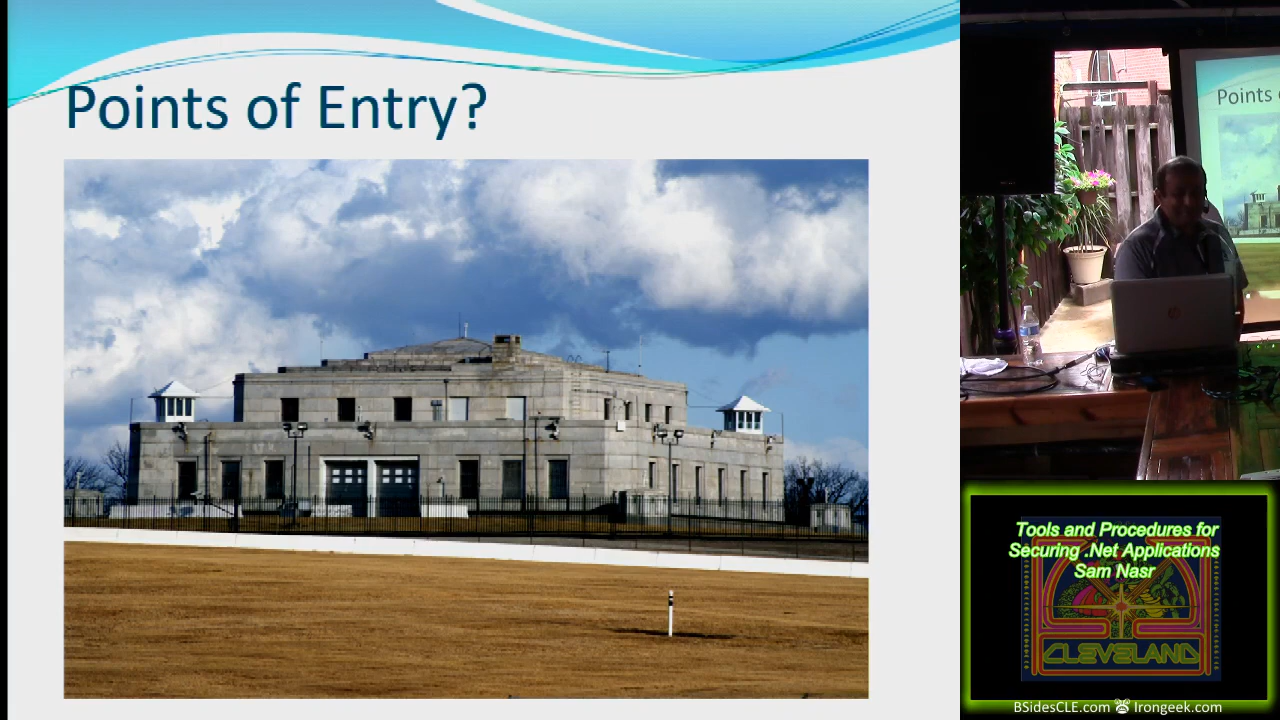 Points of Entry?
Points
Tools and Procedures for
Securing .Net Applications
Sam Nasr
CLEVELAND
BSidesCLE.com Irongeek.com